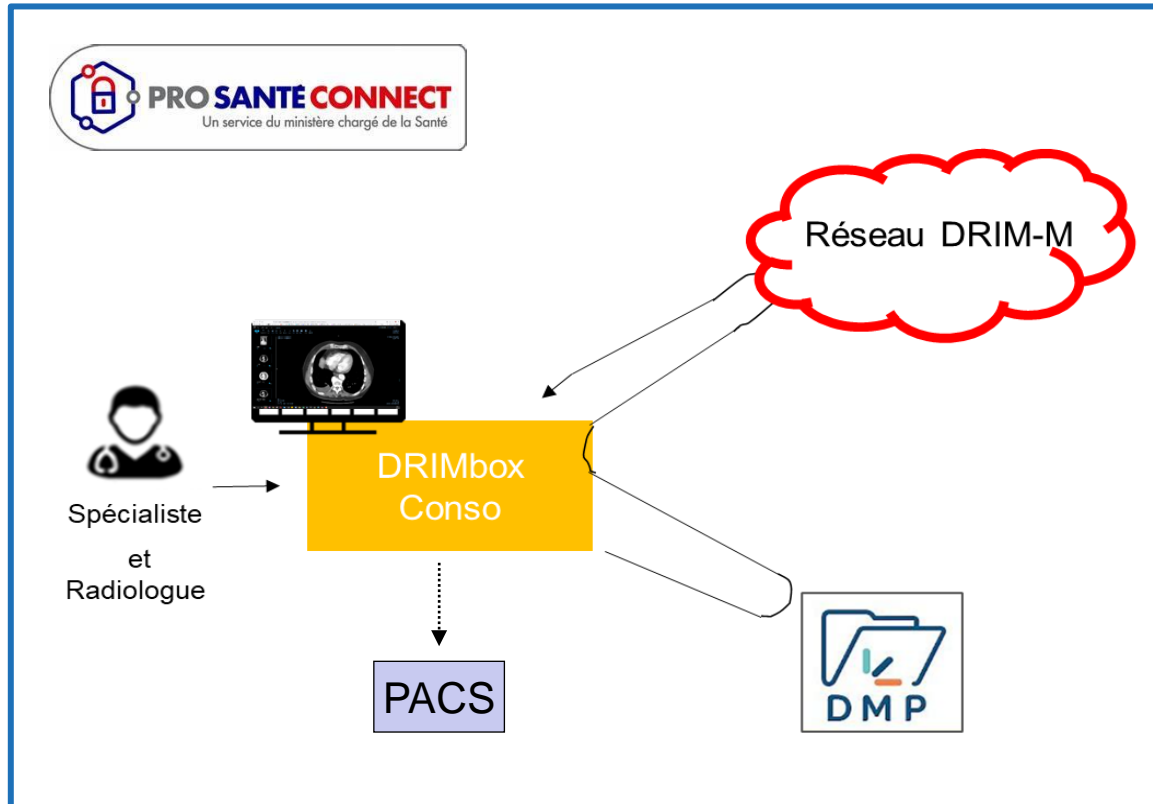 PRO SANTÉ CONNECT
Un service du ministère chargé de la Santé
Réseau DRIM-M
DRIMbox
Conso
Spécialiste
et
Radiologue
PACS
DMP